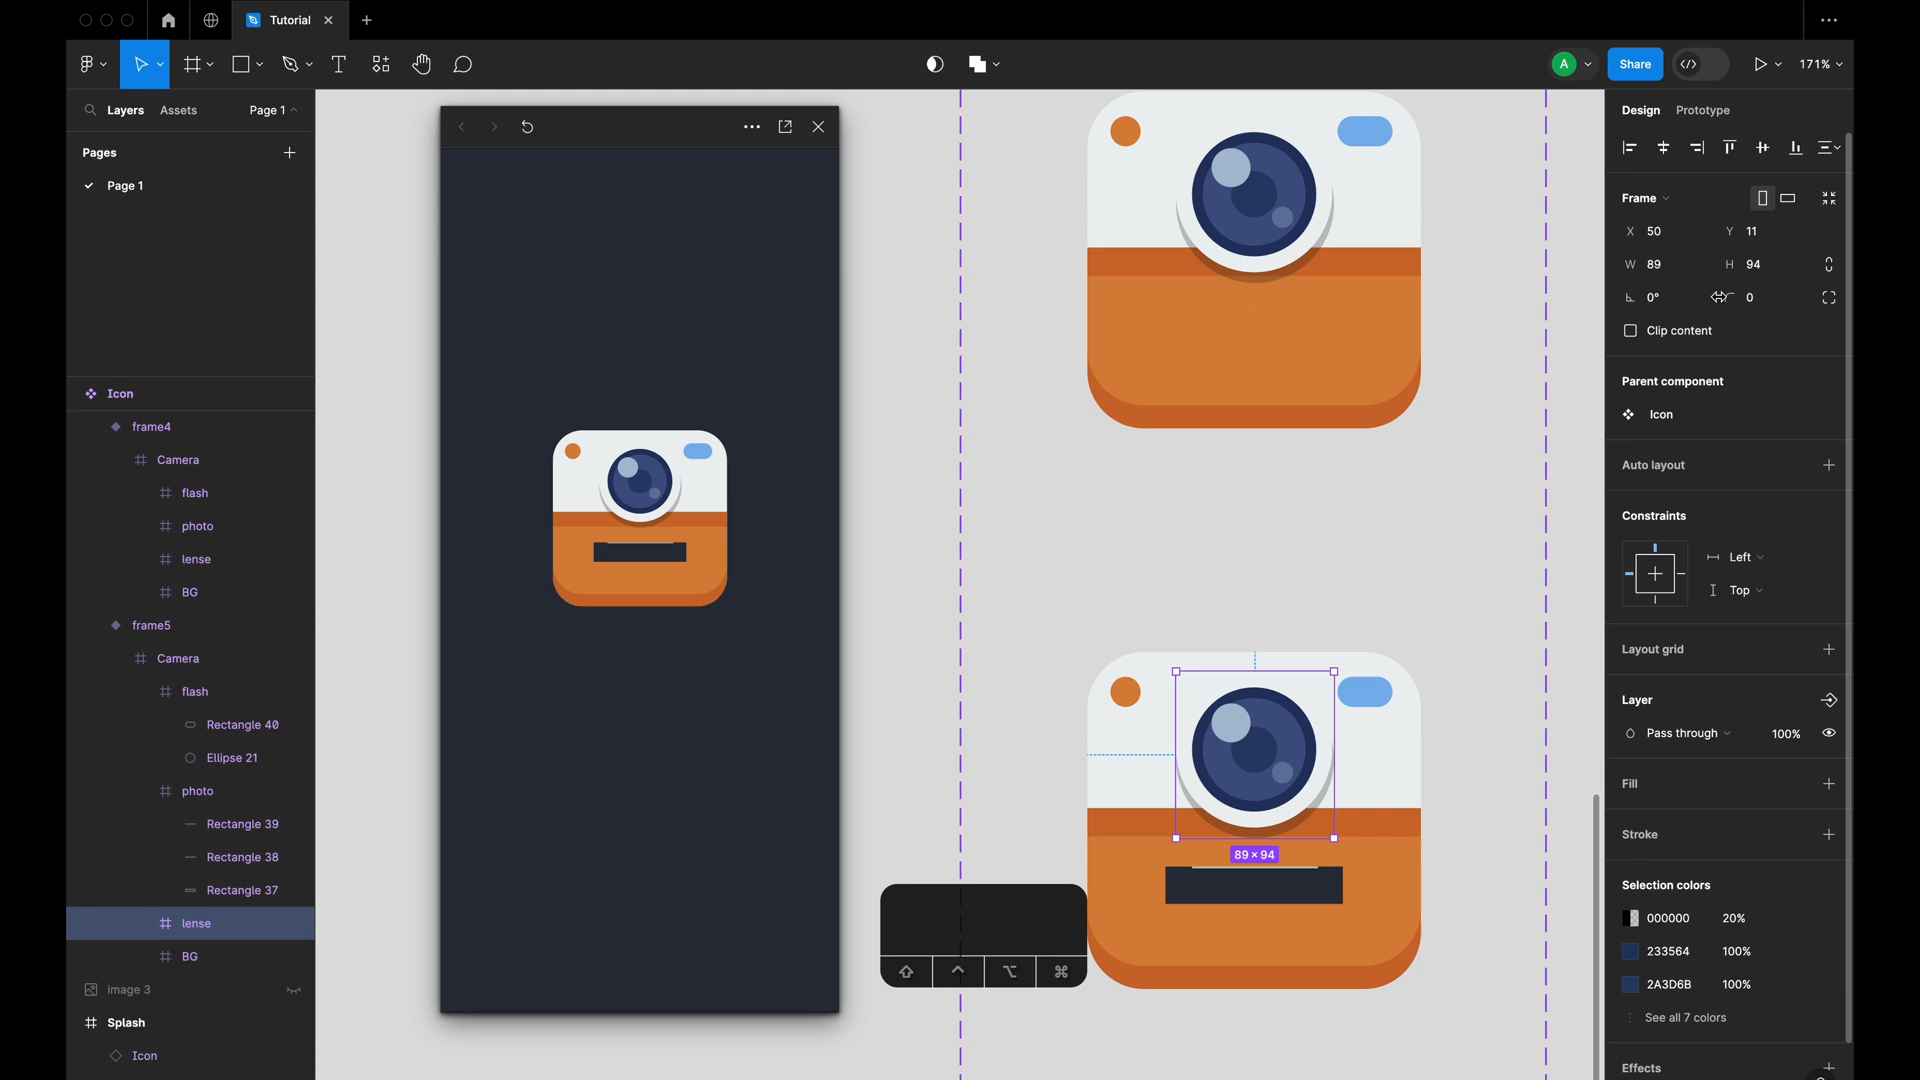 Tutorial
Share
171%
A
Layers
Assets
Page 1
Pages
Page 1
Icon
frame4
Camera
flash
photo
lense
BG
frame5
Camera
flash
Rectangle 40
Ellipse 21
photo
Rectangle 39
Rectangle 38
Rectangle 37
lense
BG
image 3
Splash
Icon
89 × 94
Design
Prototype
Frame
X 50 Y 11
W 89 H 94
0° 0
Clip content
Parent component
Icon
Auto layout
Constraints
Left
Top
Layout grid
Layer
Pass through 100%
Fill
Stroke
Selection colors
000000 20%
233564 100%
2A3D6B 100%
See all 7 colors
Effects